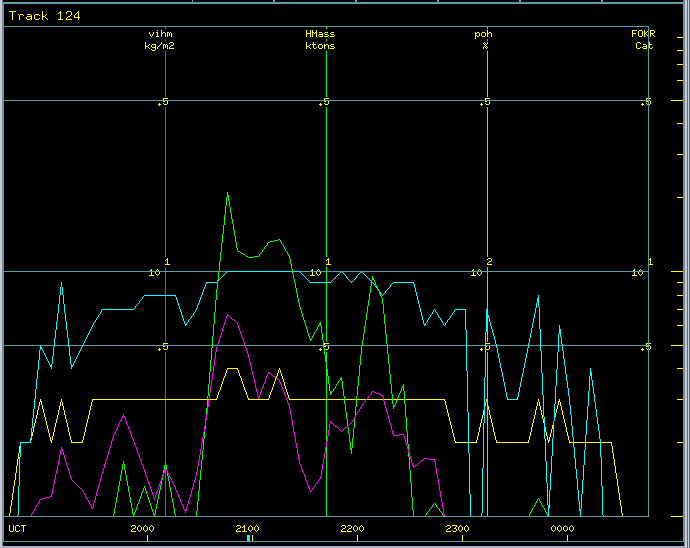 Track 124
vihm HMass poh FOKR
kg/m2 ktons % Cat
.5 .5 .5 .5
10 1 10 1 10 2 10 1
.5 .5 .5 .5
UCT 2000 2100 2200 2300 0000